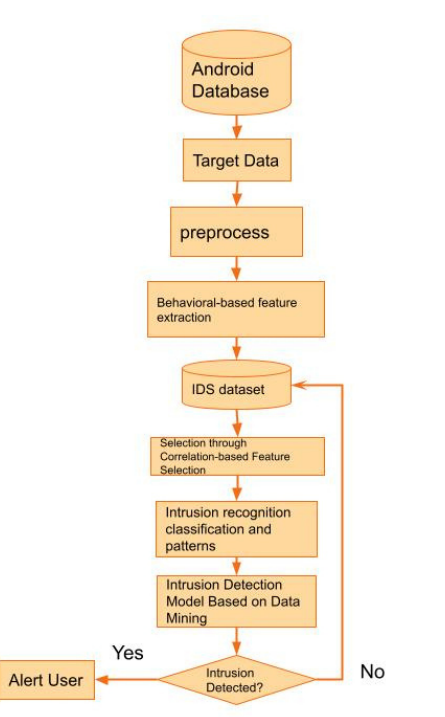 Android
Database
Target Data
preprocess
Behavioral-based feature
extraction
IDS dataset
Selection through
Correlation-based Feature
Selection
Intrusion recognition
classification and
patterns
Intrusion Detection
Model Based on Data
Mining
Yes
No
Alert User
Intrusion
Detected?